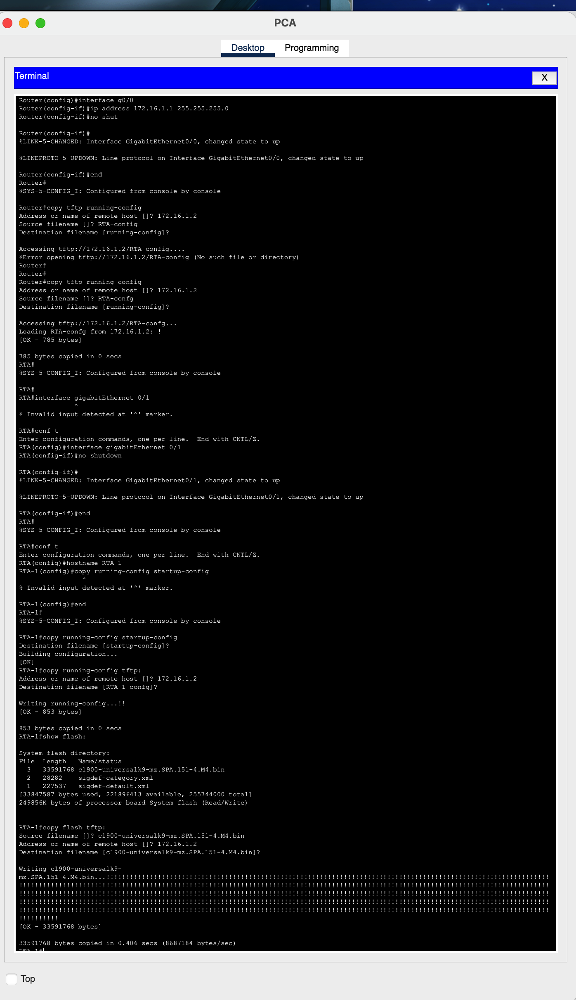 PCA
Desktop Programming
Terminal X
Router(config)#interface g0/0
Router(config-if)#ip address 172.16.1.1 255.255.255.0
Router(config-if)#no shut
Router(config-if)#
%LINK-5-CHANGED: Interface GigabitEthernet0/0, changed state to up
%LINEPROTO-5-UPDOWN: Line protocol on Interface GigabitEthernet0/0, changed state to up
Router(config-if)#end
Router#
%SYS-5-CONFIG_I: Configured from console by console
Router#copy tftp running-config
Address or name of remote host []? 172.16.1.2
Source filename []? RTA-config
Destination filename [running-config]?
Accessing tftp://172.16.1.2/RTA-config....
%Error opening tftp://172.16.1.2/RTA-config (No such file or directory)
Router#
Router#
Router#copy tftp running-config
Address or name of remote host []? 172.16.1.2
Source filename []? RTA-confg
Destination filename [running-config]?
Accessing tftp://172.16.1.2/RTA-confg...
Loading RTA-confg from 172.16.1.2: !
[OK - 785 bytes]
785 bytes copied in 0 secs
RTA#
%SYS-5-CONFIG_I: Configured from console by console
RTA#
RTA#interface gigabitEthernet 0/1
^
% Invalid input detected at '^' marker.
RTA#conf t
Enter configuration commands, one per line.  End with CNTL/Z.
RTA(config)#interface gigabitEthernet 0/1
RTA(config-if)#no shutdown
RTA(config-if)#
%LINK-5-CHANGED: Interface GigabitEthernet0/1, changed state to up
%LINEPROTO-5-UPDOWN: Line protocol on Interface GigabitEthernet0/1, changed state to up
RTA(config-if)#end
RTA#
%SYS-5-CONFIG_I: Configured from console by console
RTA#conf t
Enter configuration commands, one per line.  End with CNTL/Z.
RTA(config)#hostname RTA-1
RTA-1(config)#copy running-config startup-config
^
% Invalid input detected at '^' marker.
RTA-1(config)#end
RTA-1#
%SYS-5-CONFIG_I: Configured from console by console
RTA-1#copy running-config startup-config
Destination filename [startup-config]?
Building configuration...
[OK]
RTA-1#copy running-config tftp:
Address or name of remote host []? 172.16.1.2
Destination filename [RTA-1-confg]?
Writing running-config...!!
[OK - 853 bytes]
853 bytes copied in 0 secs
RTA-1#show flash:
System flash directory:
File  Length   Name/status
3   33591768 c1900-universalk9-mz.SPA.151-4.M4.bin
2   28282    sigdef-category.xml
1   227537   sigdef-default.xml
[33847587 bytes used, 221896413 available, 255744000 total]
249856K bytes of processor board System flash (Read/Write)
RTA-1#copy flash tftp:
Source filename []? c1900-universalk9-mz.SPA.151-4.M4.bin
Address or name of remote host []? 172.16.1.2
Destination filename [c1900-universalk9-mz.SPA.151-4.M4.bin]?
Writing c1900-universalk9-
mz.SPA.151-4.M4.bin...!!!!!!!!!!!!!!!!!!!!!!!!!!!!!!!!!!!!!!!!!!!!!!!!!!!!!!!!!!!!!!!!!!!!!!!!!!!!!!!!!!!!!!!!!!!!!!!!!!!!!!!!!!!!!!!!
!!!!!!!!!!!!!!!!!!!!!!!!!!!!!!!!!!!!!!!!!!!!!!!!!!!!!!!!!!!!!!!!!!!!!!!!!!!!!!!!!!!!!!!!!!!!!!!!!!!!!!!!!!!!!!!!!!!!!!!!!!!!!!!!!!!!!!
!!!!!!!!!!!!!!!!!!!!!!!!!!!!!!!!!!!!!!!!!!!!!!!!!!!!!!!!!!!!!!!!!!!!!!!!!!!!!!!!!!!!!!!!!!!!!!!!!!!!!!!!!!!!!!!!!!!!!!!!!!!!!!!!!!!!!!
!!!!!!!!!!!!!!!!!!!!!!!!!!!!!!!!!!!!!!!!!!!!!!!!!!!!!!!!!!!!!!!!!!!!!!!!!!!!!!!!!!!!!!!!!!!!!!!!!!!!!!!!!!!!!!!!!!!!!!!!!!!!!!!!!!!!!!
!!!!!!!!!!!!!!!!!!!!!!!!!!!!!!!!!!!!!!!!!!!!!!!!!!!!!!!!!!!!!!!!!!!!!!!!!!!!!!!!!!!!!!!!!!!!!!!!!!!!!!!!!!!!!!!!!!!!!!!!!!!!!!!!!!!!!!
!!!!!!!!!!
[OK - 33591768 bytes]
33591768 bytes copied in 0.406 secs (8687184 bytes/sec)
RTA-1#
Top